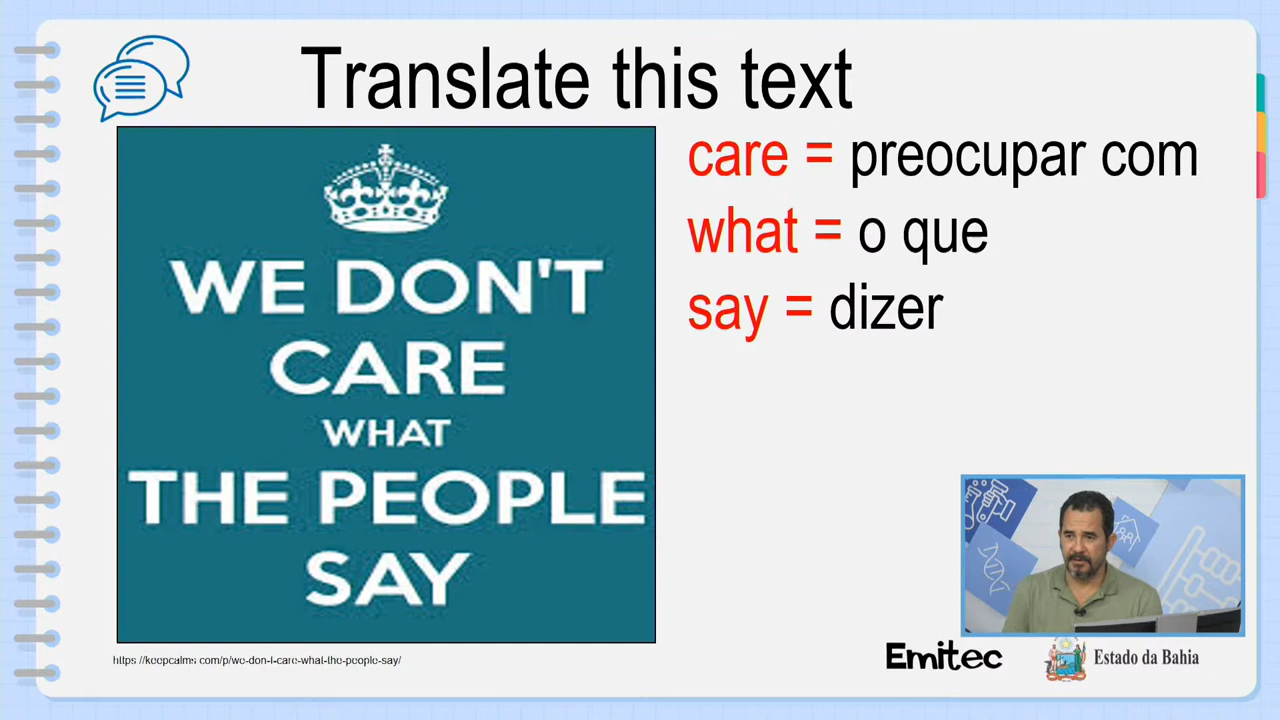 Translate this text
WE DON'T
CARE
WHAT
THE PEOPLE
SAY
care = preocupar com
what = o que
say = dizer
https://keepcalms.com/p/we-don-t-care-what-the-people-say/
Emitec
Estado da Bahia